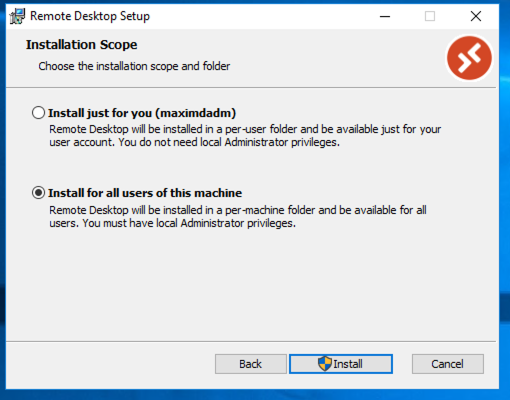 Remote Desktop Setup
Installation Scope
Choose the installation scope and folder
Install just for you (maximdadm)
Remote Desktop will be installed in a per-user folder and be available just for your
user account. You do not need local Administrator privileges.
Install for all users of this machine
Remote Desktop will be installed in a per-machine folder and be available for all
users. You must have local Administrator privileges.
Back
Install
Cancel